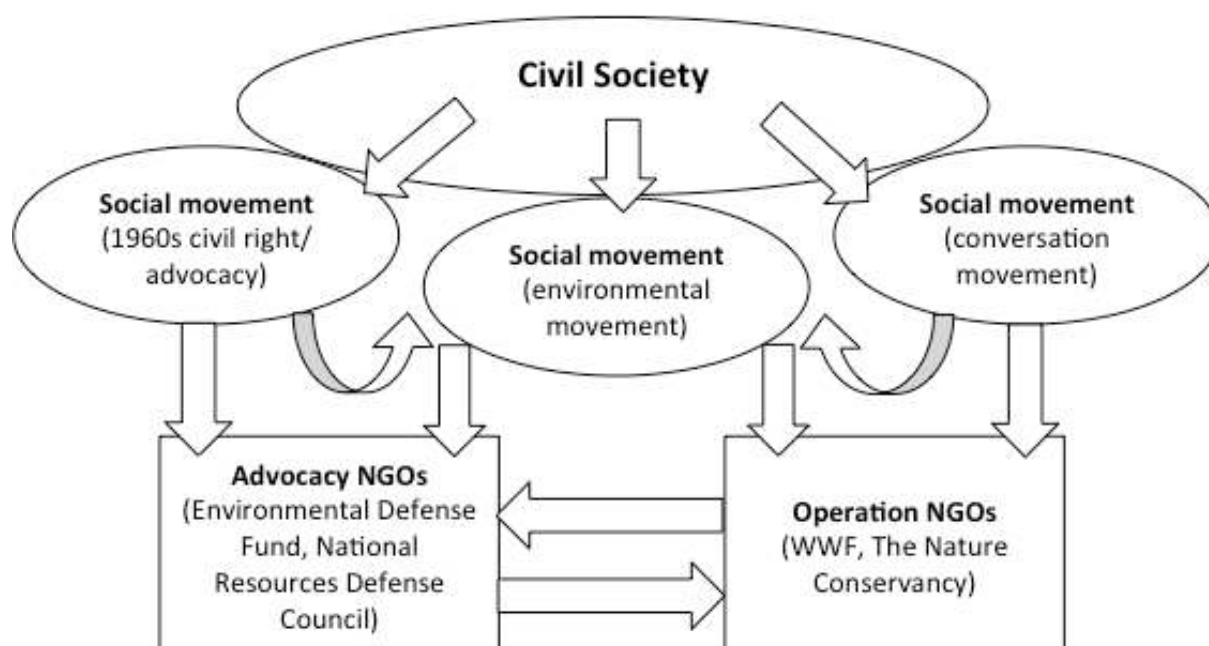 Civil Society
Social movement
(1960s civil right/
advocacy)
Social movement
(environmental
movement)
Social movement
(conversation
movement)
Advocacy NGOs
(Environmental Defense
Fund, National
Resources Defense
Council)
Operation NGOs
(WWF, The Nature
Conservancy)